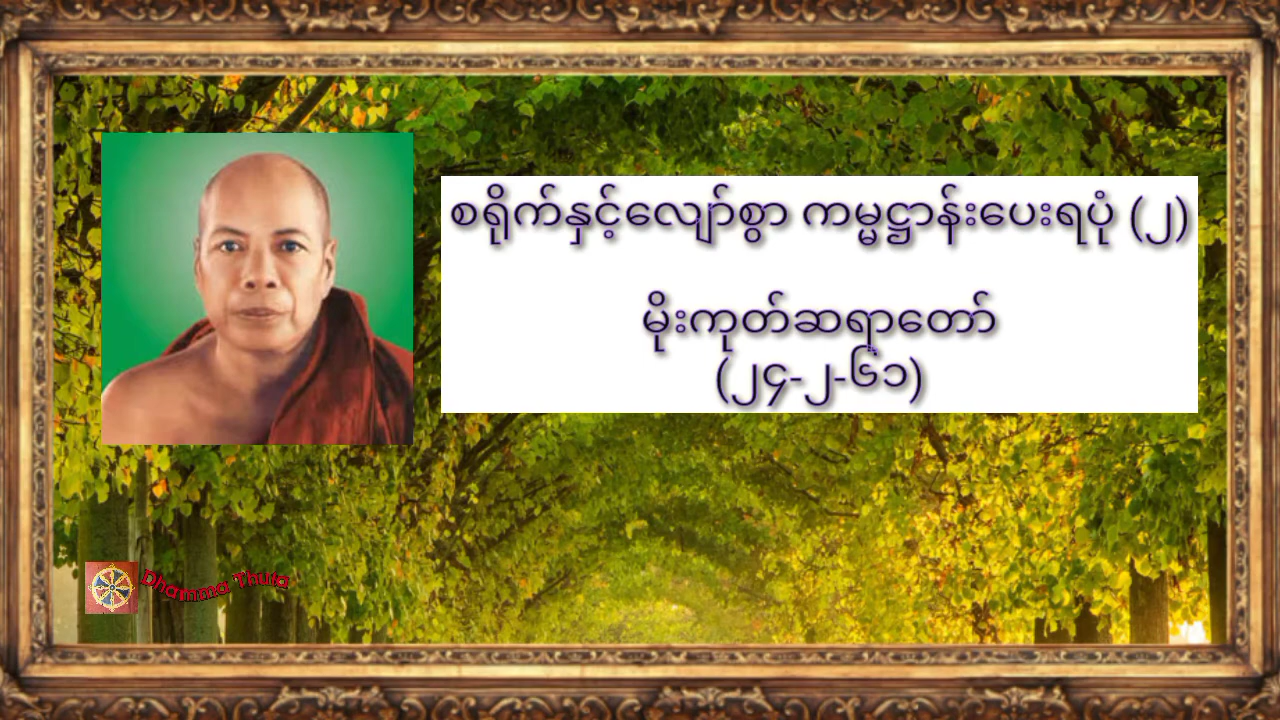 စရိုက်နှင့်လျော်စွာ ကမ္မဋ္ဌာန်းပေးရပုံ (၂)
မိုးကုတ်ဆရာတော်
(၂၄-၂-၆၁)
Dhamma Thuta